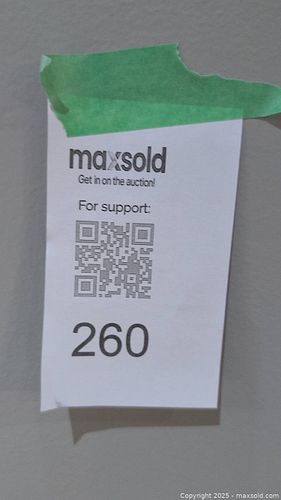 maxsold
Get in on the auction!
For support:
260
Copyright 2025 - maxsold.com